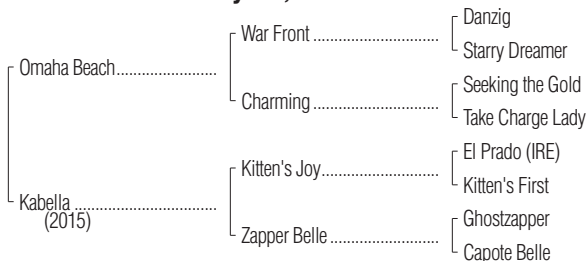 Danzig
War Front
Starry Dreamer
Omaha Beach
Seeking the Gold
Charming
Take Charge Lady
El Prado (IRE)
Kitten's Joy
Kitten's First
Kabella
(2015)
Ghostzapper
Zapper Belle
Capote Belle